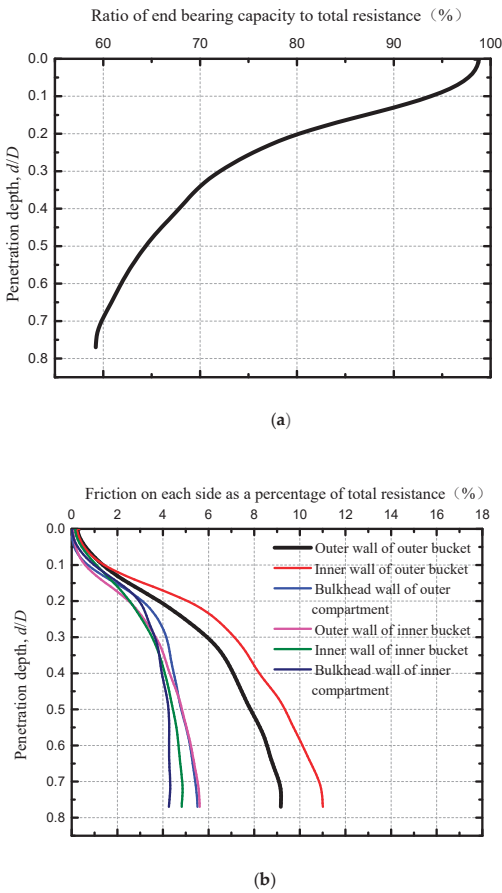 Ratio of end bearing capacity to total resistance（%）
60 70 80 90 100
0.0
0.1
0.2
0.3
0.4
0.5
0.6
0.7
0.8
Penetration depth, d/D
(a)
Friction on each side as a percentage of total resistance（%）
0 2 4 6 8 10 12 14 16 18
0.0
0.1
0.2
0.3
0.4
0.5
0.6
0.7
0.8
Penetration depth, d/D
Outer wall of outer bucket
Inner wall of outer bucket
Bulkhead wall of outer
compartment
Outer wall of inner bucket
Inner wall of inner bucket
Bulkhead wall of inner
compartment
(b)